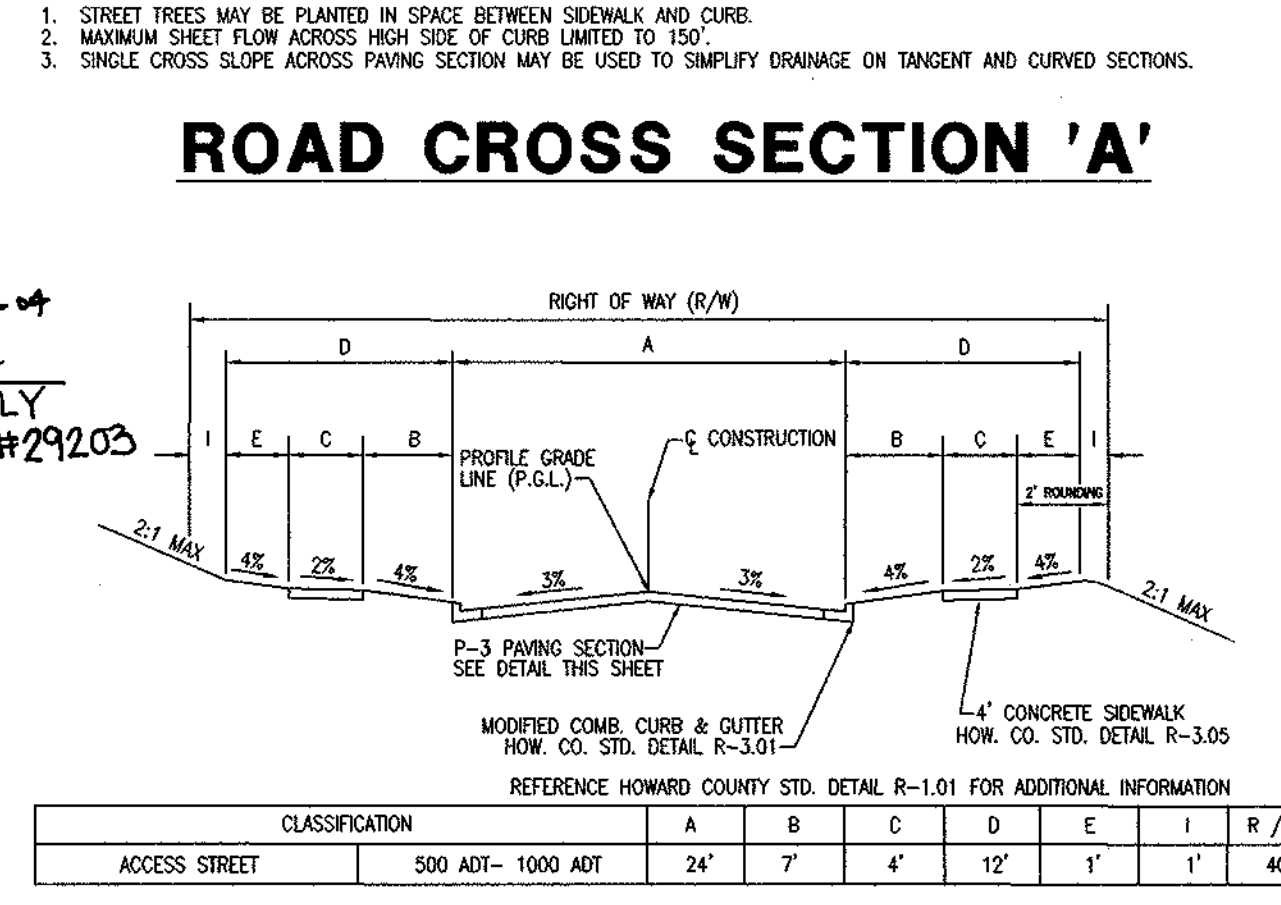 1. STREET TREES MAY BE PLANTED IN SPACE BETWEEN SIDEWALK AND CURB.
2. MAXIMUM SHEET FLOW ACROSS HIGH SIDE OF CURB LIMITED TO 150'.
3. SINGLE CROSS SLOPE ACROSS PAVING SECTION MAY BE USED TO SIMPLIFY DRAINAGE ON TANGENT AND CURVED SECTIONS.
ROAD CROSS SECTION 'A'
RIGHT OF WAY (R/W)
D A D
LY
#29203
I E C B
℄ CONSTRUCTION
B C E I
PROFILE GRADE
LINE (P.G.L.)
2' ROUNDING
2:1 MAX
4% 2% 4% 3% 3% 4% 2% 4%
2:1 MAX
P-3 PAVING SECTION
SEE DETAIL THIS SHEET
MODIFIED COMB. CURB & GUTTER
HOW. CO. STD. DETAIL R-3.01
4' CONCRETE SIDEWALK
HOW. CO. STD. DETAIL R-3.05
REFERENCE HOWARD COUNTY STD. DETAIL R-1.01 FOR ADDITIONAL INFORMATION
CLASSIFICATION A B C D E I R /
ACCESS STREET 500 ADT- 1000 ADT 24' 7' 4' 12' 1' 1' 40